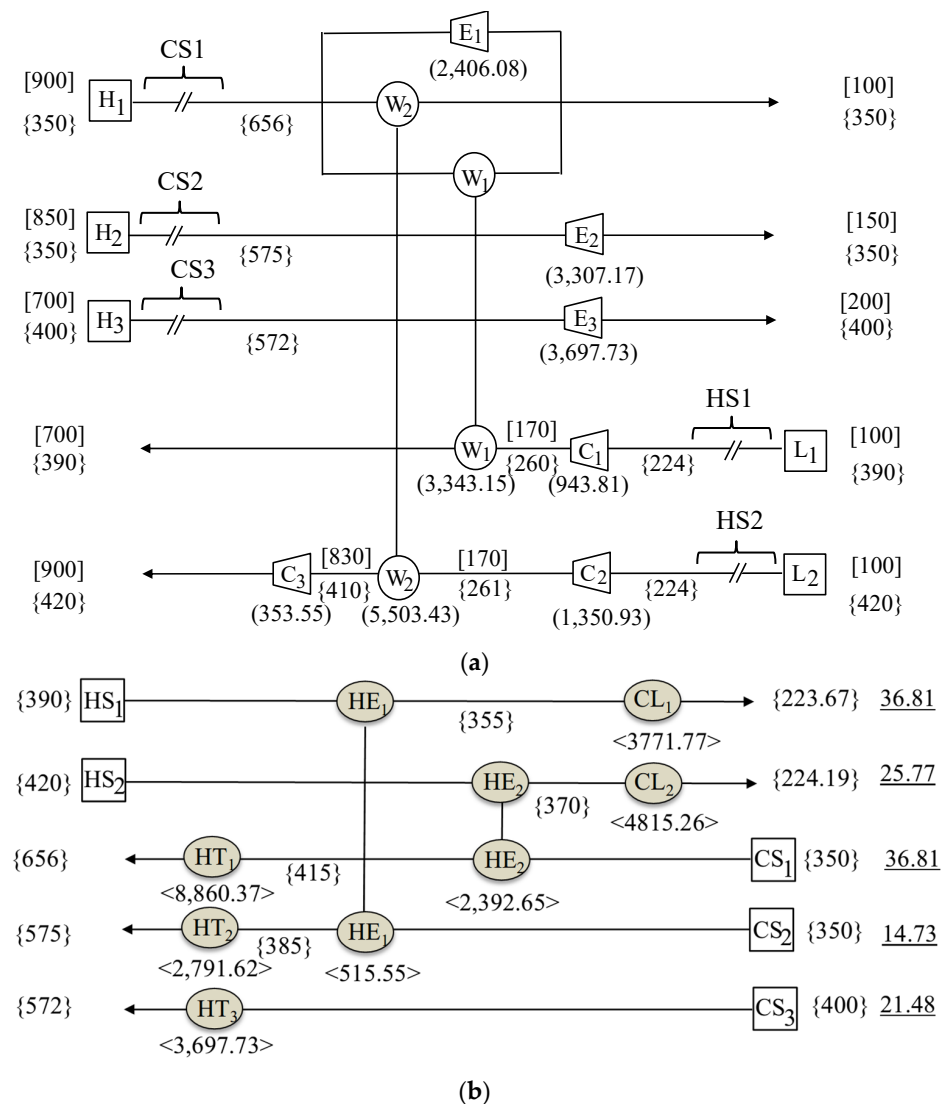 CS1
E1
(2,406.08)
[900] H1 W2 [100]
{350} {656} {350}
W1
CS2
[850] H2 E2 [150]
{350} {575} {350}
(3,307.17)
CS3
[700] H3 E3 [200]
{400} {572} {400}
(3,697.73)
HS1
[700] W1 [170] C1 L1 [100]
{390} {260} {224} {390}
(3,343.15) (943.81)
HS2
[900] C3 [830] W2 [170] C2 L2 [100]
{420} {410} {261} {224} {420}
(353.55) (5,503.43) (1,350.93)
(a)
{390} HS1 HE1 CL1 {223.67} 36.81
{355}
<3771.77>
{420} HS2 HE2 CL2 {224.19} 25.77
{370}
<4815.26>
{656} HT1 {415} HE2 CS1 {350} 36.81
<8,860.37> <2,392.65>
{575} HT2 {385} HE1 CS2 {350} 14.73
<2,791.62> <515.55>
{572} HT3 CS3 {400} 21.48
<3,697.73>
(b)